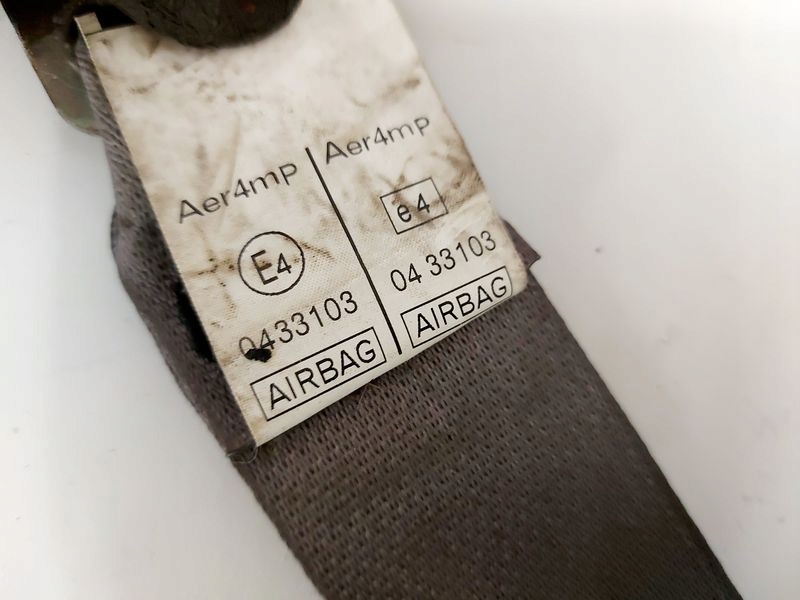 Aer4mp
E4
0433103
AIRBAG
Aer4mp
e4
04 33103
AIRBAG